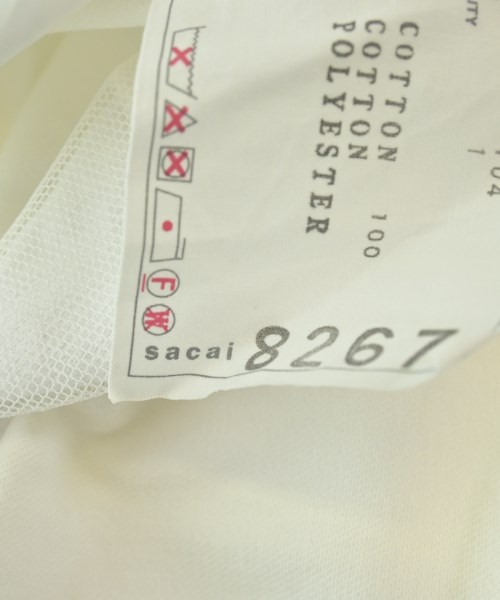 COTTON
COTTON 100
POLYESTER
F
W
sacai 8267